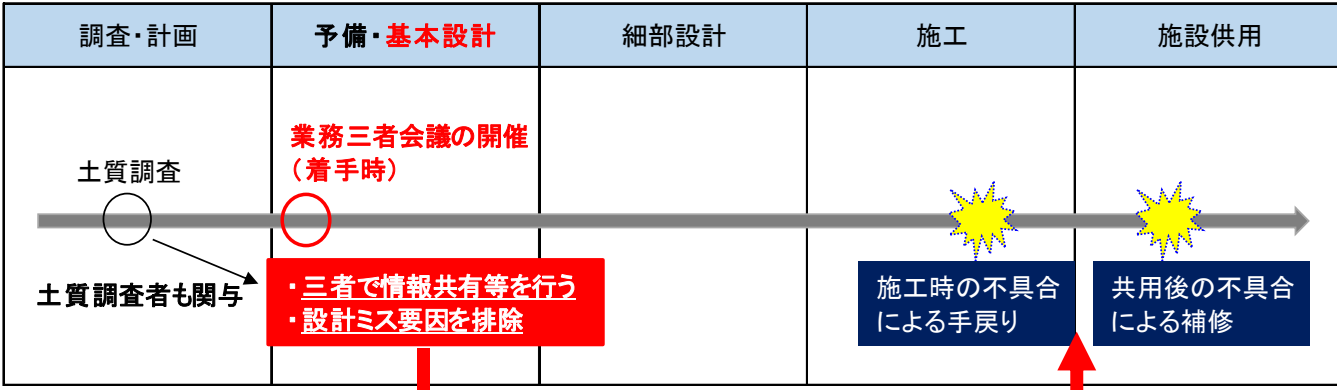 調査・計画
予備・基本設計
細部設計
施工
施設供用
業務三者会議の開催
（着手時）
土質調査
土質調査者も関与
・三者で情報共有等を行う
・設計ミス要因を排除
施工時の不具合
による手戻り
共用後の不具合
による補修